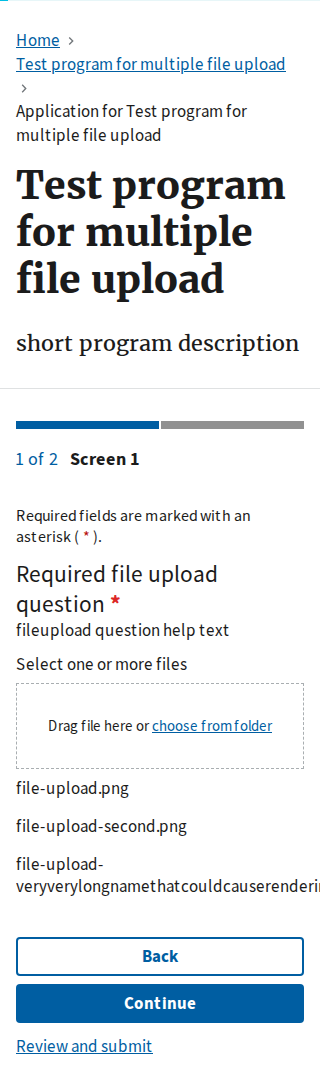 Home >
Test program for multiple file upload
>
Application for Test program for
multiple file upload
Test program
for multiple
file upload
short program description
1 of 2 Screen 1
Required fields are marked with an
asterisk ( * ).
Required file upload
question *
fileupload question help text
Select one or more files
Drag file here or choose from folder
file-upload.png
file-upload-second.png
file-upload-
veryverylongnamethatcouldcauserenderi
Back
Continue
Review and submit